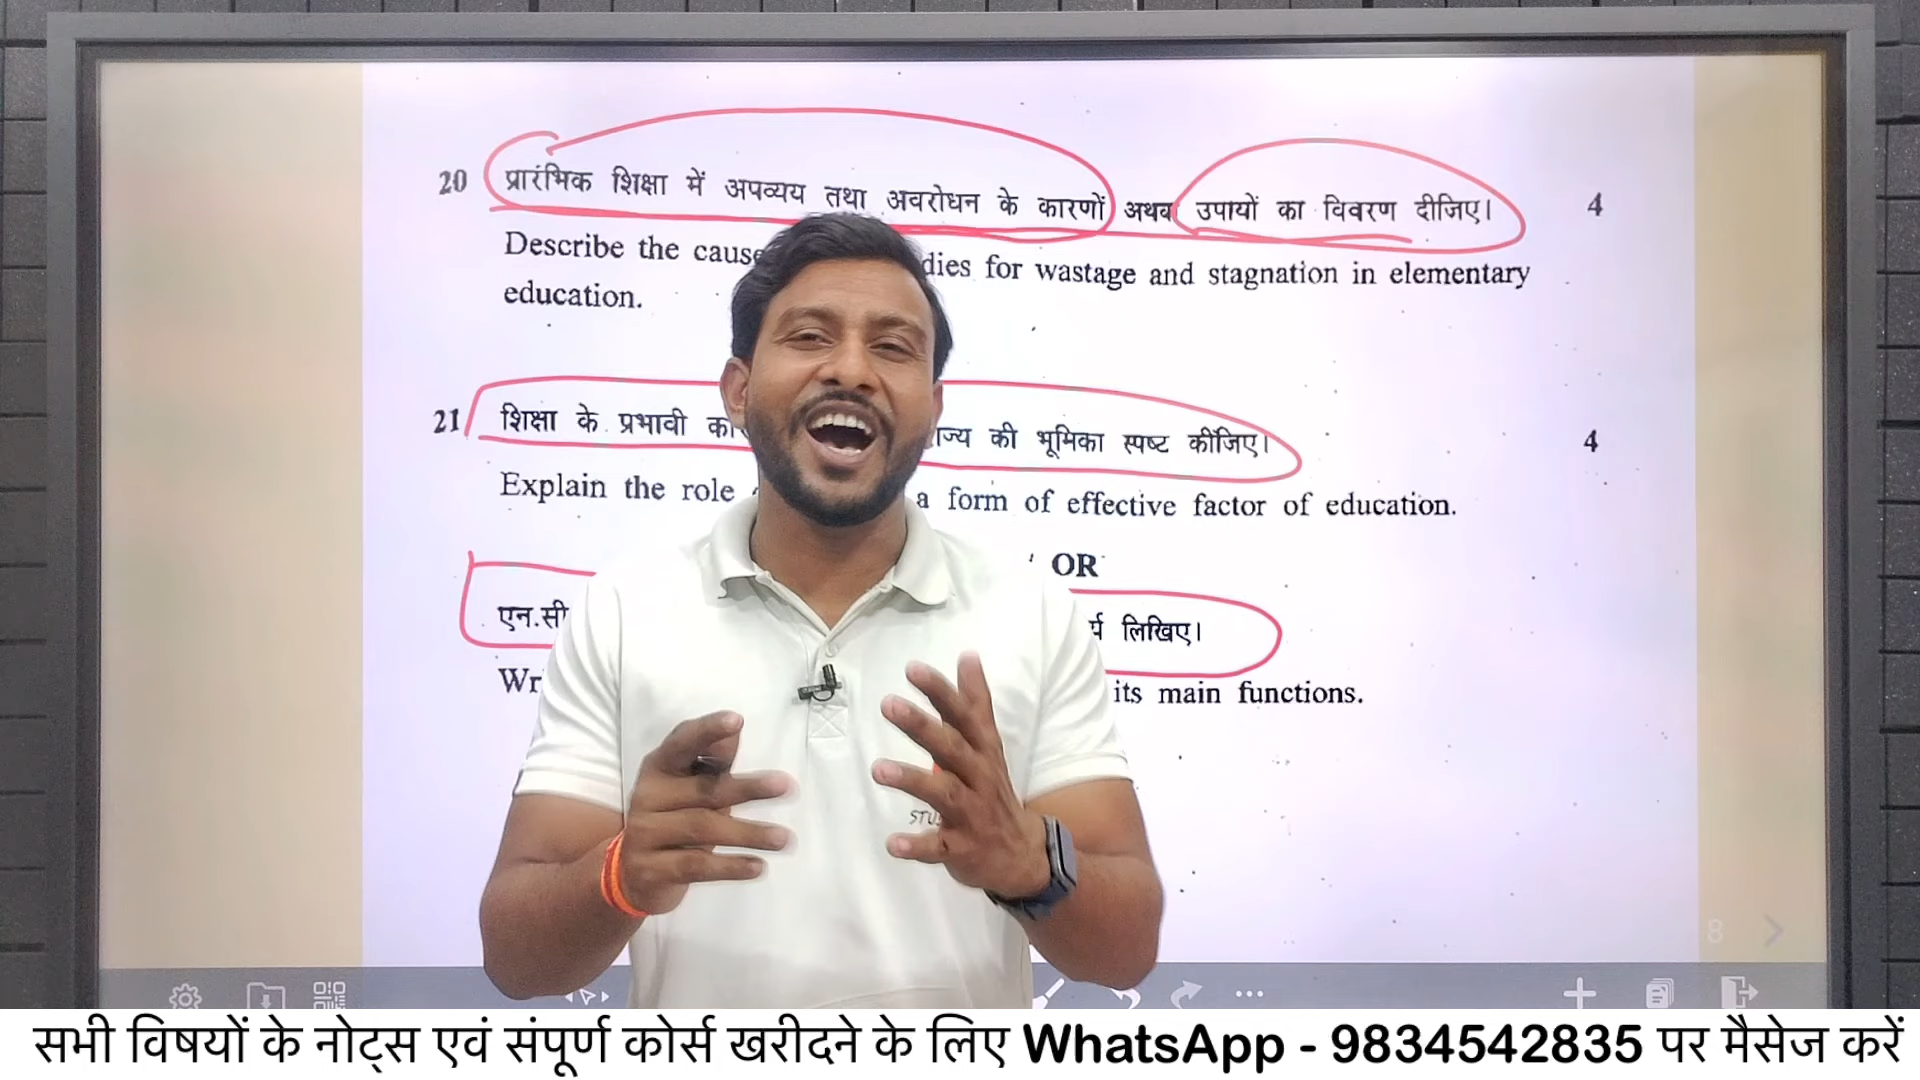 20 प्रारंभिक शिक्षा में अपव्यय तथा अवरोधन के कारणों अथवा उपायों का विवरण दीजिए। 4
Describe the cause dies for wastage and stagnation in elementary
education.
21 शिक्षा के प्रभावी की भूमिका स्पष्ट कीजिए। 4
Explain the role a form of effective factor of education.
OR
एन.सी लिखिए।
Wr its main functions.
STU
8
सभी विषयों के नोट्स एवं संपूर्ण कोर्स खरीदने के लिए WhatsApp - 9834542835 पर मैसेज करें